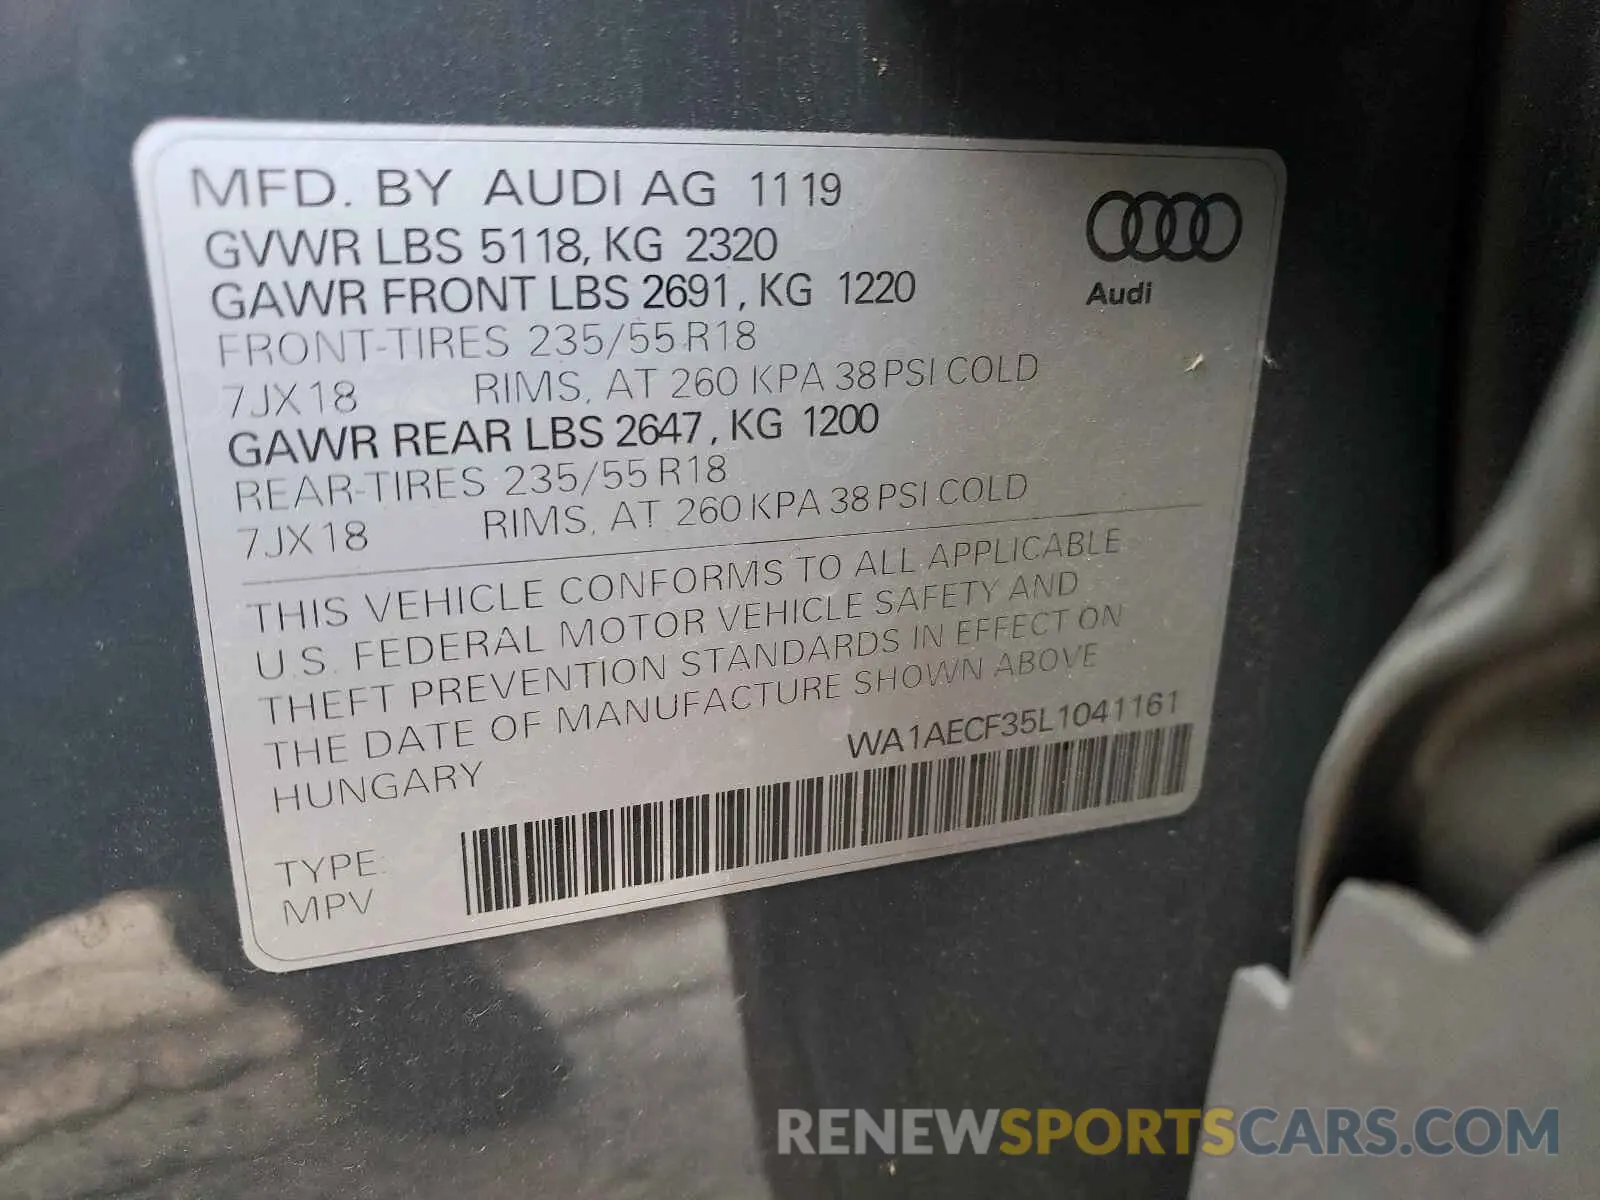 MFD. BY AUDI AG 11 19
GVWR LBS 5118, KG 2320
GAWR FRONT LBS 2691, KG 1220
FRONT-TIRES 235/55 R18
7JX18 RIMS, AT 260 KPA 38 PSI COLD
GAWR REAR LBS 2647, KG 1200
REAR-TIRES 235/55 R18
7JX18 RIMS, AT 260 KPA 38 PSI COLD
Audi
THIS VEHICLE CONFORMS TO ALL APPLICABLE
U.S. FEDERAL MOTOR VEHICLE SAFETY AND
THEFT PREVENTION STANDARDS IN EFFECT ON
THE DATE OF MANUFACTURE SHOWN ABOVE
HUNGARY
WA1AECF35L1041161
TYPE:
MPV
RENEWSPORTSCARS.COM